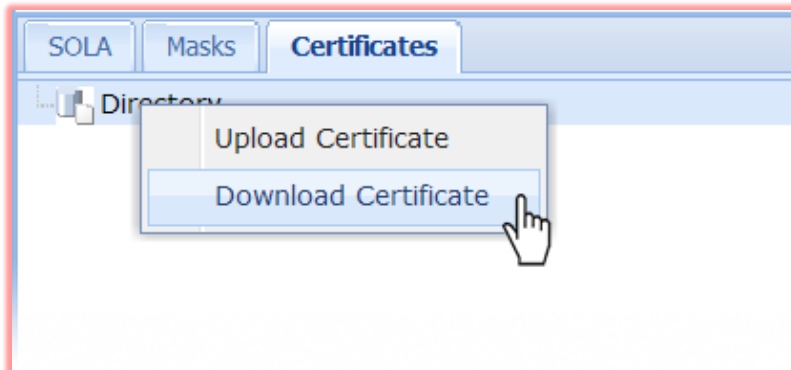 SOLA Masks Certificates
Directory
Upload Certificate
Download Certificate